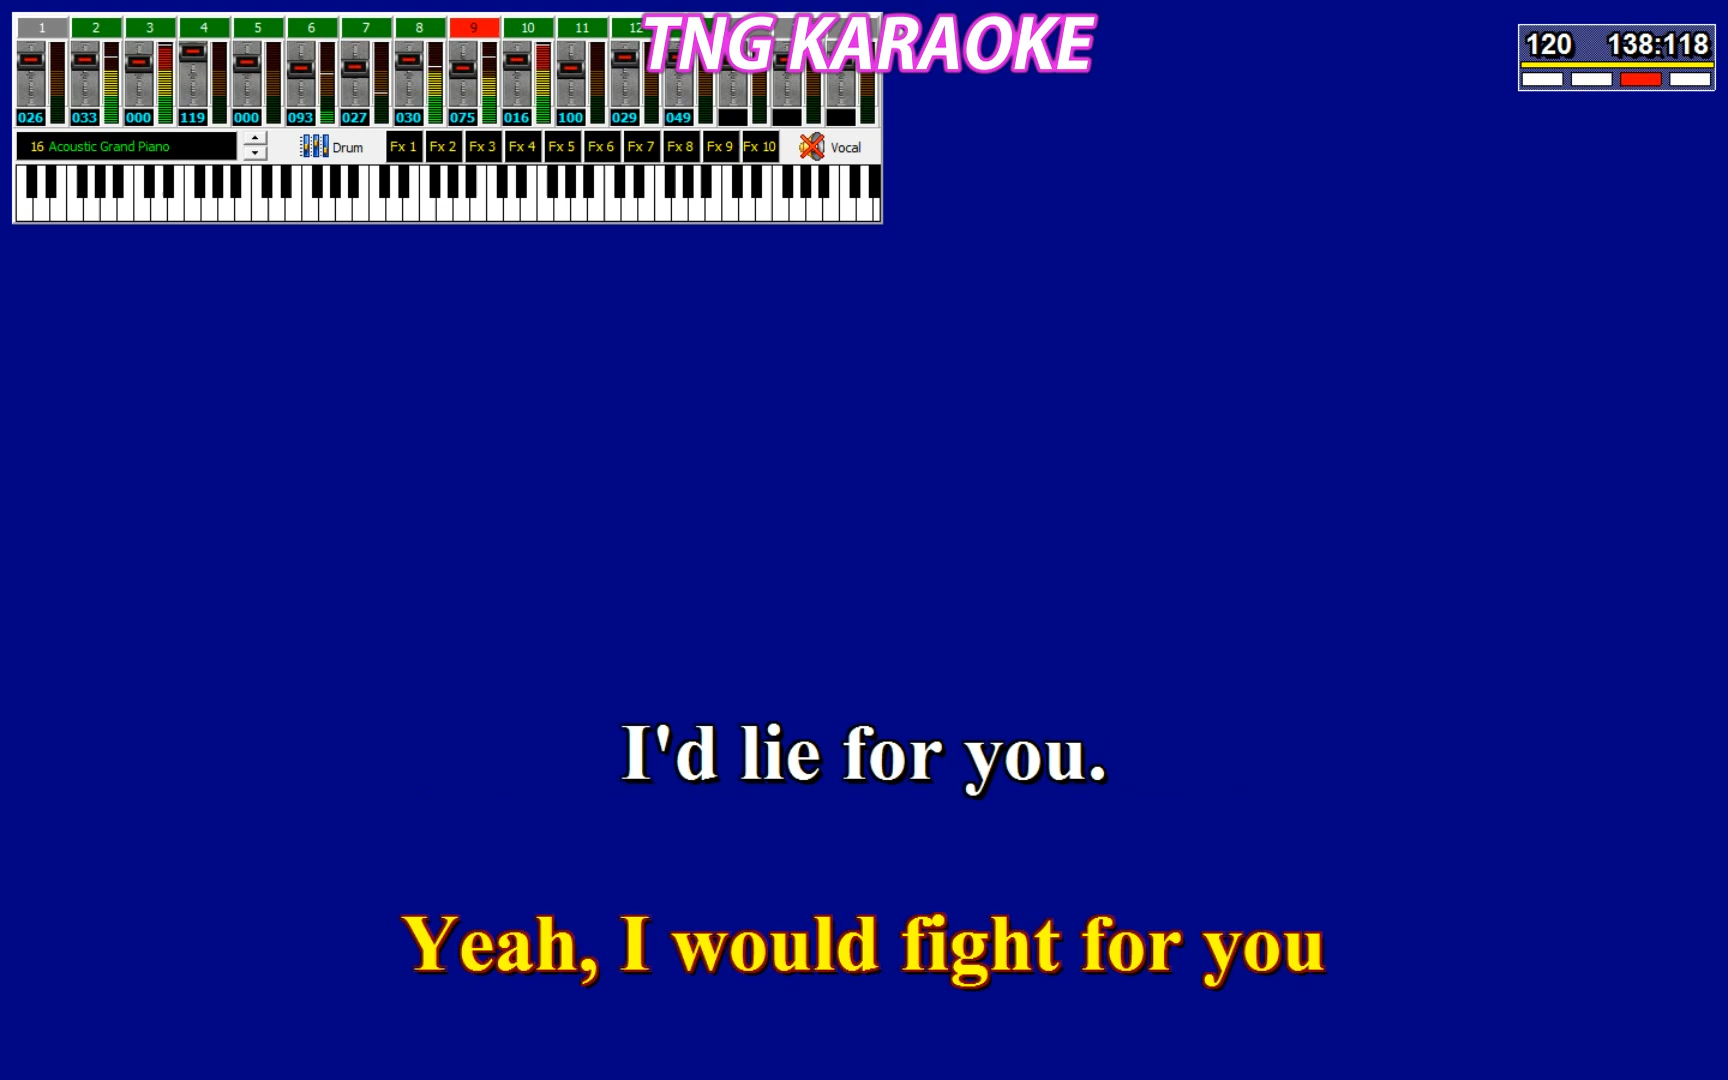 1 2 3 4 5 6 7 8 9 10 11 12
TNG KARAOKE
120 138:118
026 033 000 119 000 093 027 030 075 016 100 029 049
16 Acoustic Grand Piano Drum Fx 1 Fx 2 Fx 3 Fx 4 Fx 5 Fx 6 Fx 7 Fx 8 Fx 9 Fx 10 Vocal
I'd lie for you.
Yeah, I would fight for you